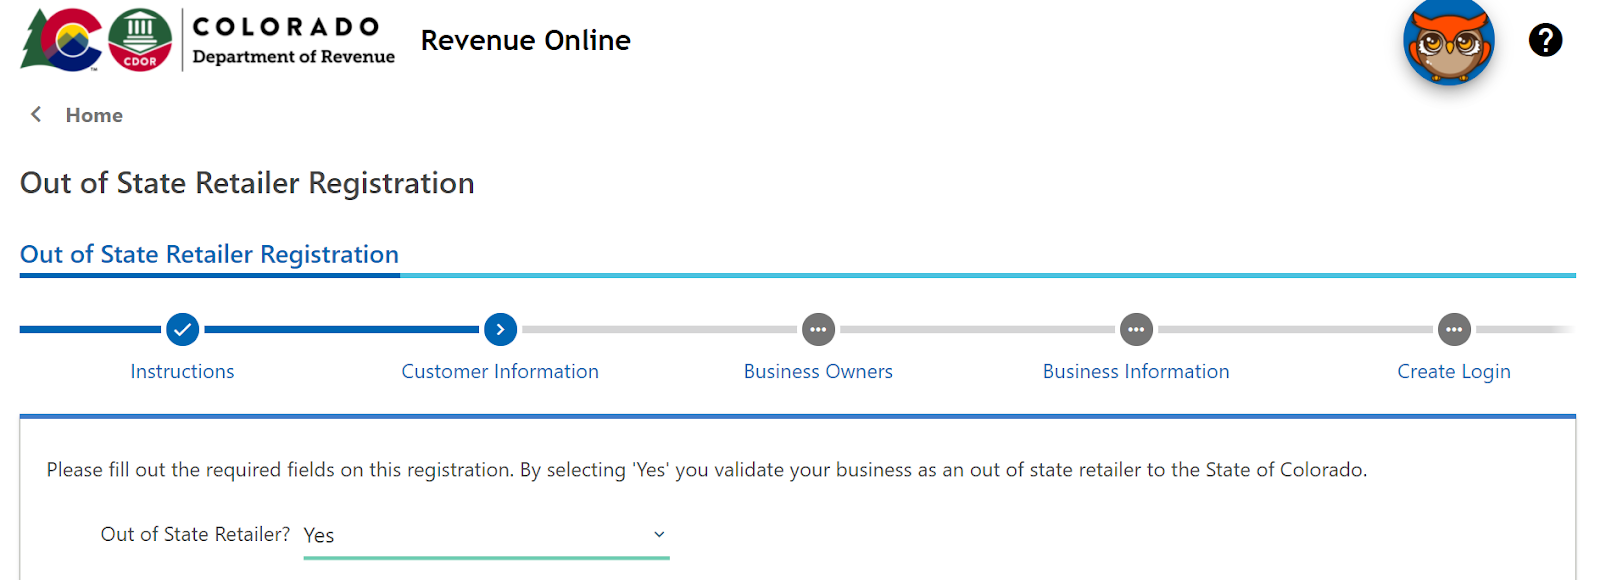 COLORADO
Department of Revenue
CDOR
TM
Revenue Online
?
Home
Out of State Retailer Registration
Out of State Retailer Registration
Instructions
Customer Information
Business Owners
Business Information
Create Login
Please fill out the required fields on this registration. By selecting 'Yes' you validate your business as an out of state retailer to the State of Colorado.
Out of State Retailer? Yes